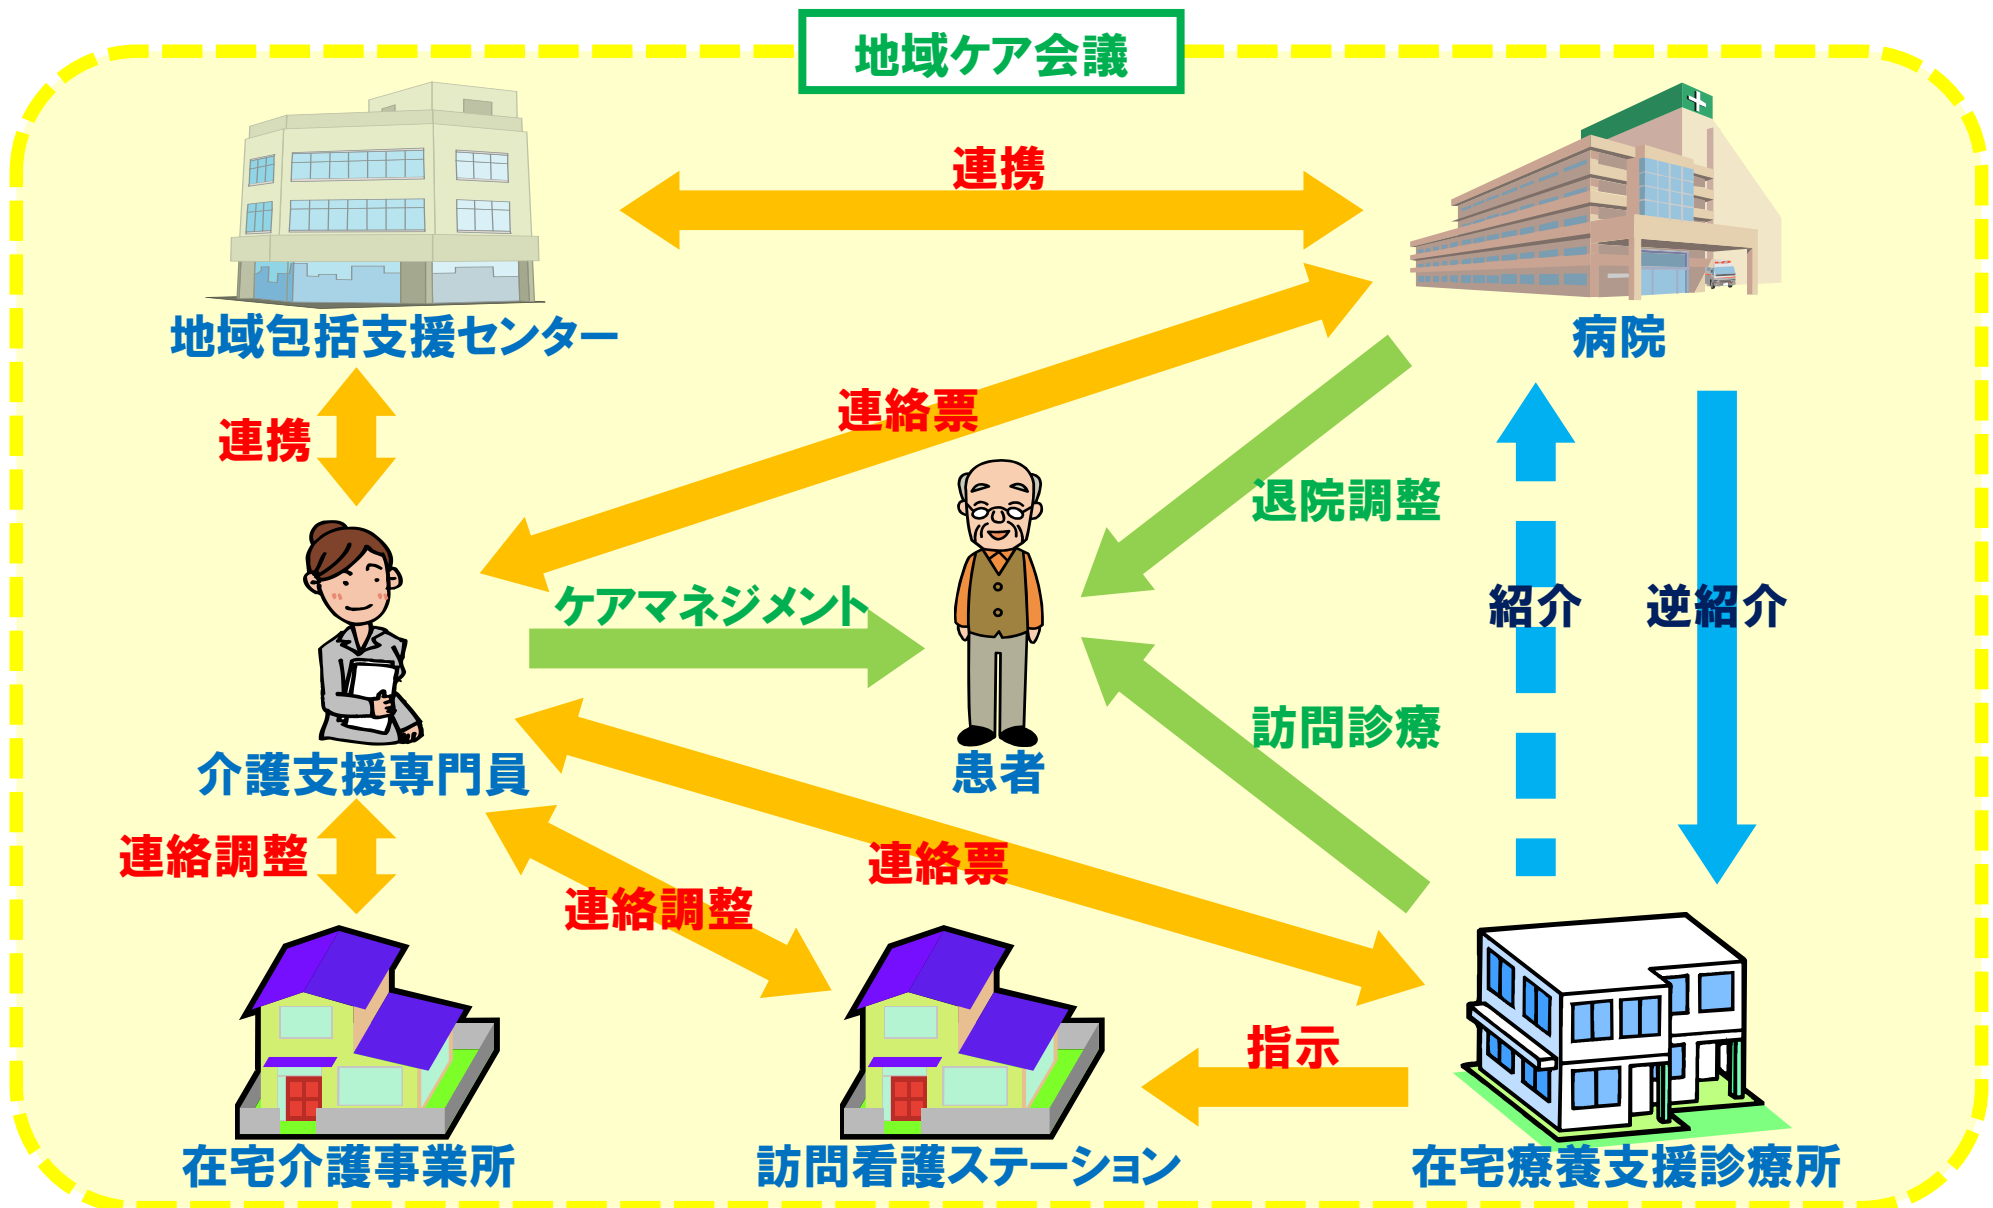 地域ケア会議
連携
地域包括支援センター
病院
連携
連絡票
退院調整
ケアマネジメント
紹介
逆紹介
訪問診療
介護支援専門員
患者
連絡調整
連絡票
連絡調整
指示
在宅介護事業所
訪問看護ステーション
在宅療養支援診療所